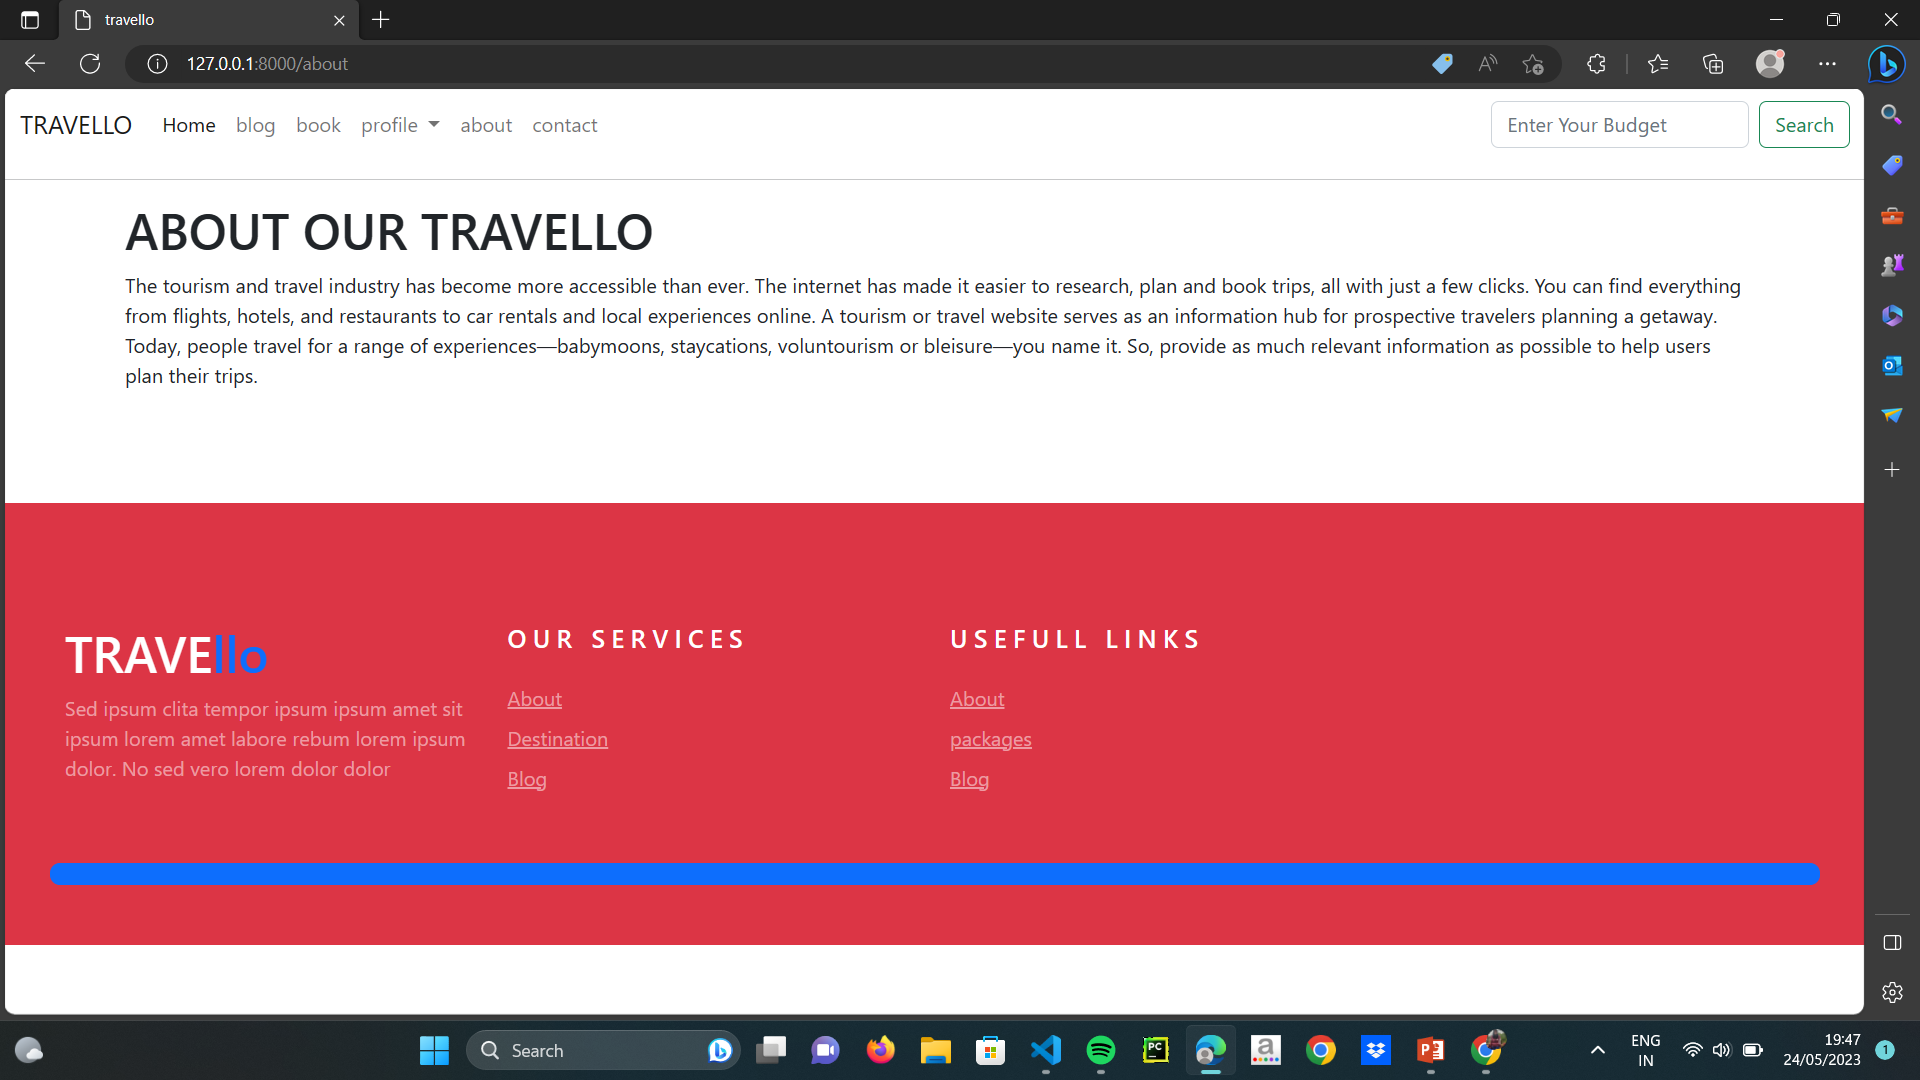 travello
127.0.0.1:8000/about
TRAVELLO Home blog book profile about contact Enter Your Budget Search
ABOUT OUR TRAVELLO
The tourism and travel industry has become more accessible than ever. The internet has made it easier to research, plan and book trips, all with just a few clicks. You can find everything
from flights, hotels, and restaurants to car rentals and local experiences online. A tourism or travel website serves as an information hub for prospective travelers planning a getaway.
Today, people travel for a range of experiences—babymoons, staycations, voluntourism or bleisure—you name it. So, provide as much relevant information as possible to help users
plan their trips.
TRAVEllo
Sed ipsum clita tempor ipsum ipsum amet sit
ipsum lorem amet labore rebum lorem ipsum
dolor. No sed vero lorem dolor dolor
OUR SERVICES
About
Destination
Blog
USEFULL LINKS
About
packages
Blog
Search
PC
a
P
ENG
IN
19:47
24/05/2023
1